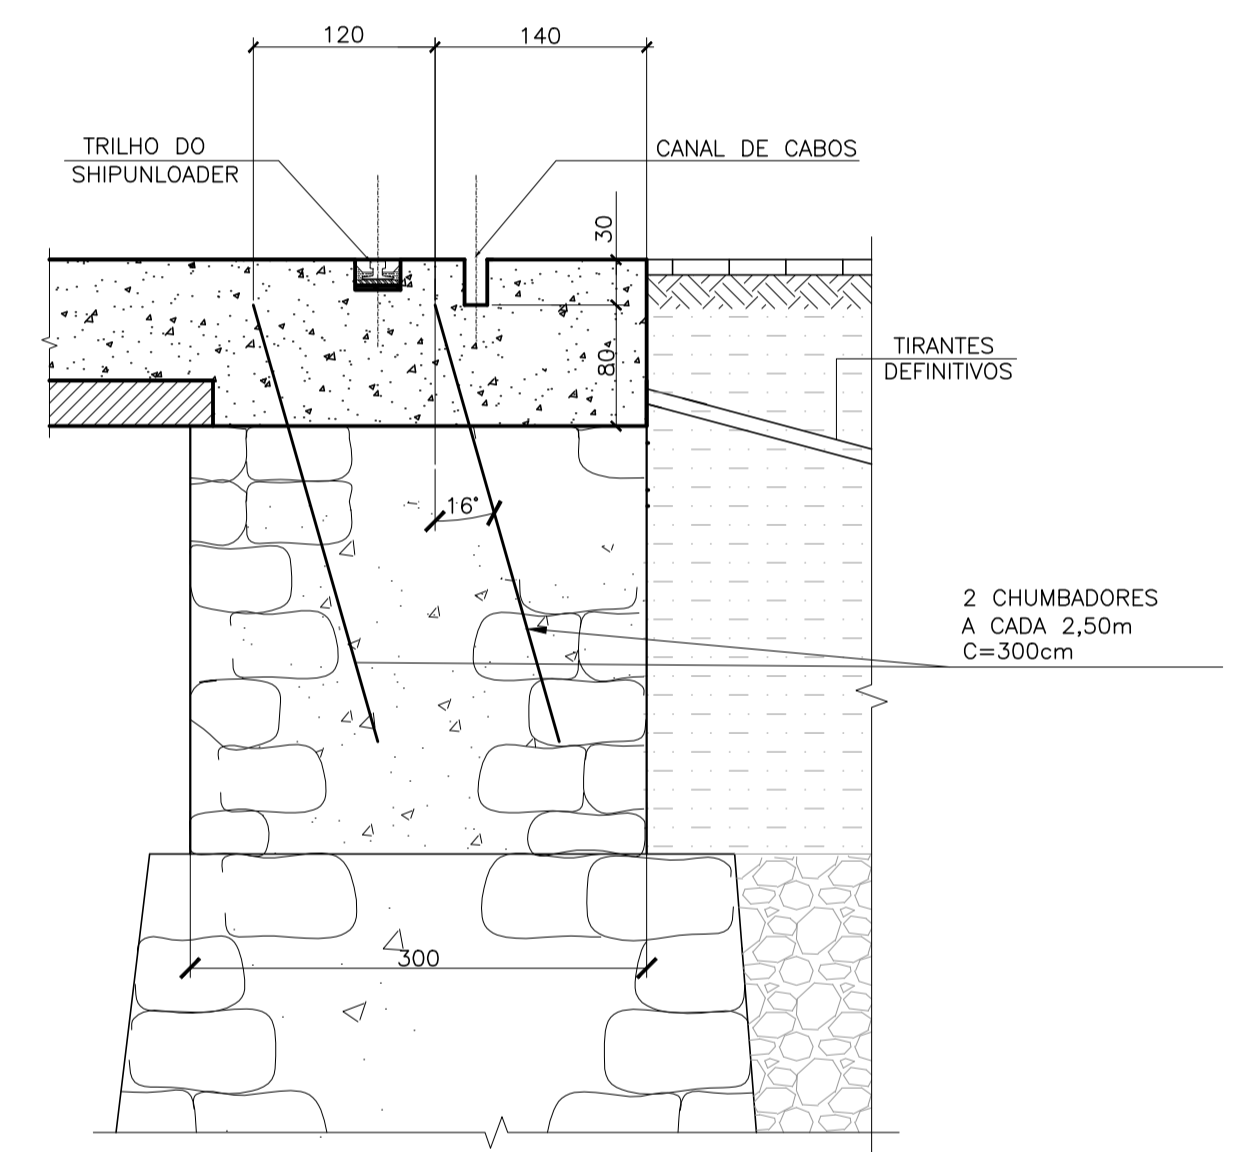 120
140
TRILHO DO
SHIPUNLOADER
CANAL DE CABOS
30
80
TIRANTES
DEFINITIVOS
16°
2 CHUMBADORES
A CADA 2,50m
C=300cm
300